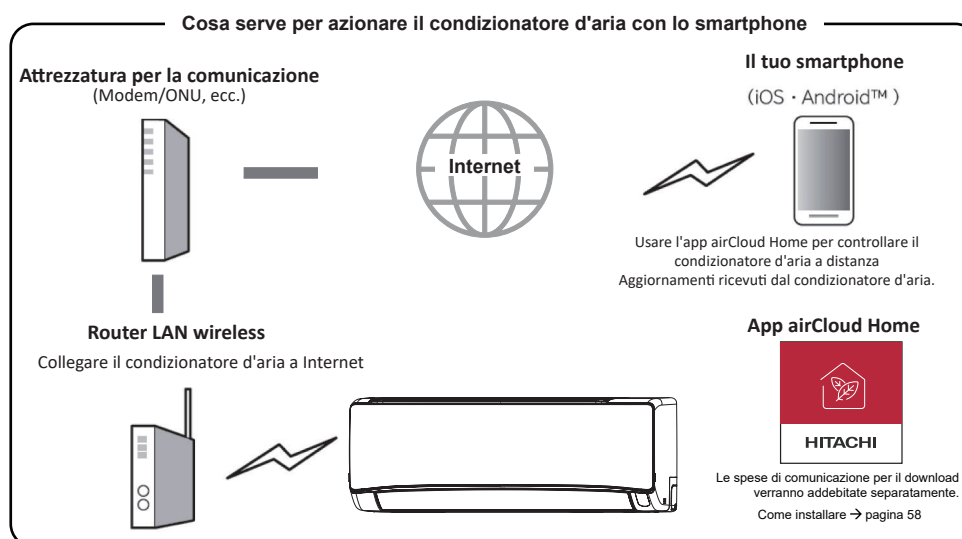 Cosa serve per azionare il condizionatore d'aria con lo smartphone
Attrezzatura per la comunicazione
(Modem/ONU, ecc.)
Internet
Il tuo smartphone
(iOS・Android™ )
Usare l'app airCloud Home per controllare il
condizionatore d'aria a distanza
Aggiornamenti ricevuti dal condizionatore d'aria.
Router LAN wireless
Collegare il condizionatore d'aria a Internet
App airCloud Home
HITACHI
Le spese di comunicazione per il download
verranno addebitate separatamente.
Come installare → pagina 58